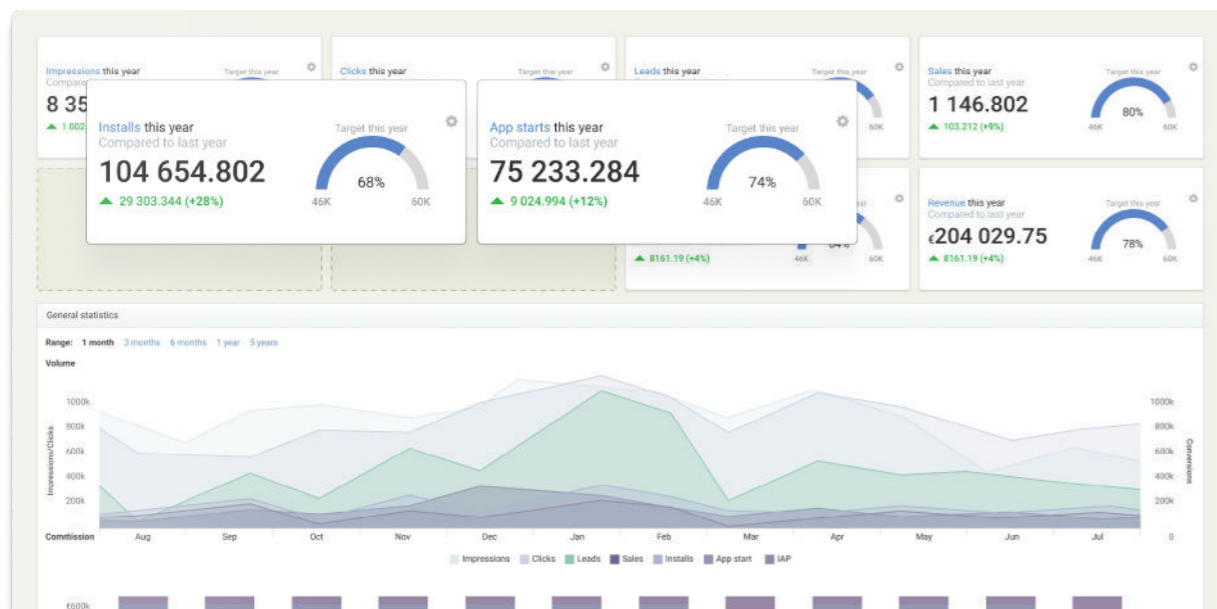 Impressions this year
Target this year
Clicks this year
Target this year
Leads this year
Target this year
Sales this year
Target this year
Compared to last year
8 35
1 146.802
80%
1 002
103.212 (+9%)
46K
60K
60K
Installs this year
Target this year
Compared to last year
104 654.802
68%
29 303.344 (+28%)
46K
60K
App starts this year
Target this year
Compared to last year
75 233.284
74%
9 024.994 (+12%)
46K
60K
8161.19 (+4%)
46K
60K
Revenue this year
Target this year
Compared to last year
€204 029.75
78%
8161.19 (+4%)
46K
60K
General statistics
Range: 1 month 3 months 6 months 1 year 5 years
Volume
1000k
800k
600k
400k
200k
Impressions/Clicks
1000k
800k
600k
400k
200k
0
Conversions
Commtission Aug Sep Oct Nov Dec Jan Feb Mar Apr May Jun Jul
Impressions Clicks Leads Sales Installs App start IAP
€600k